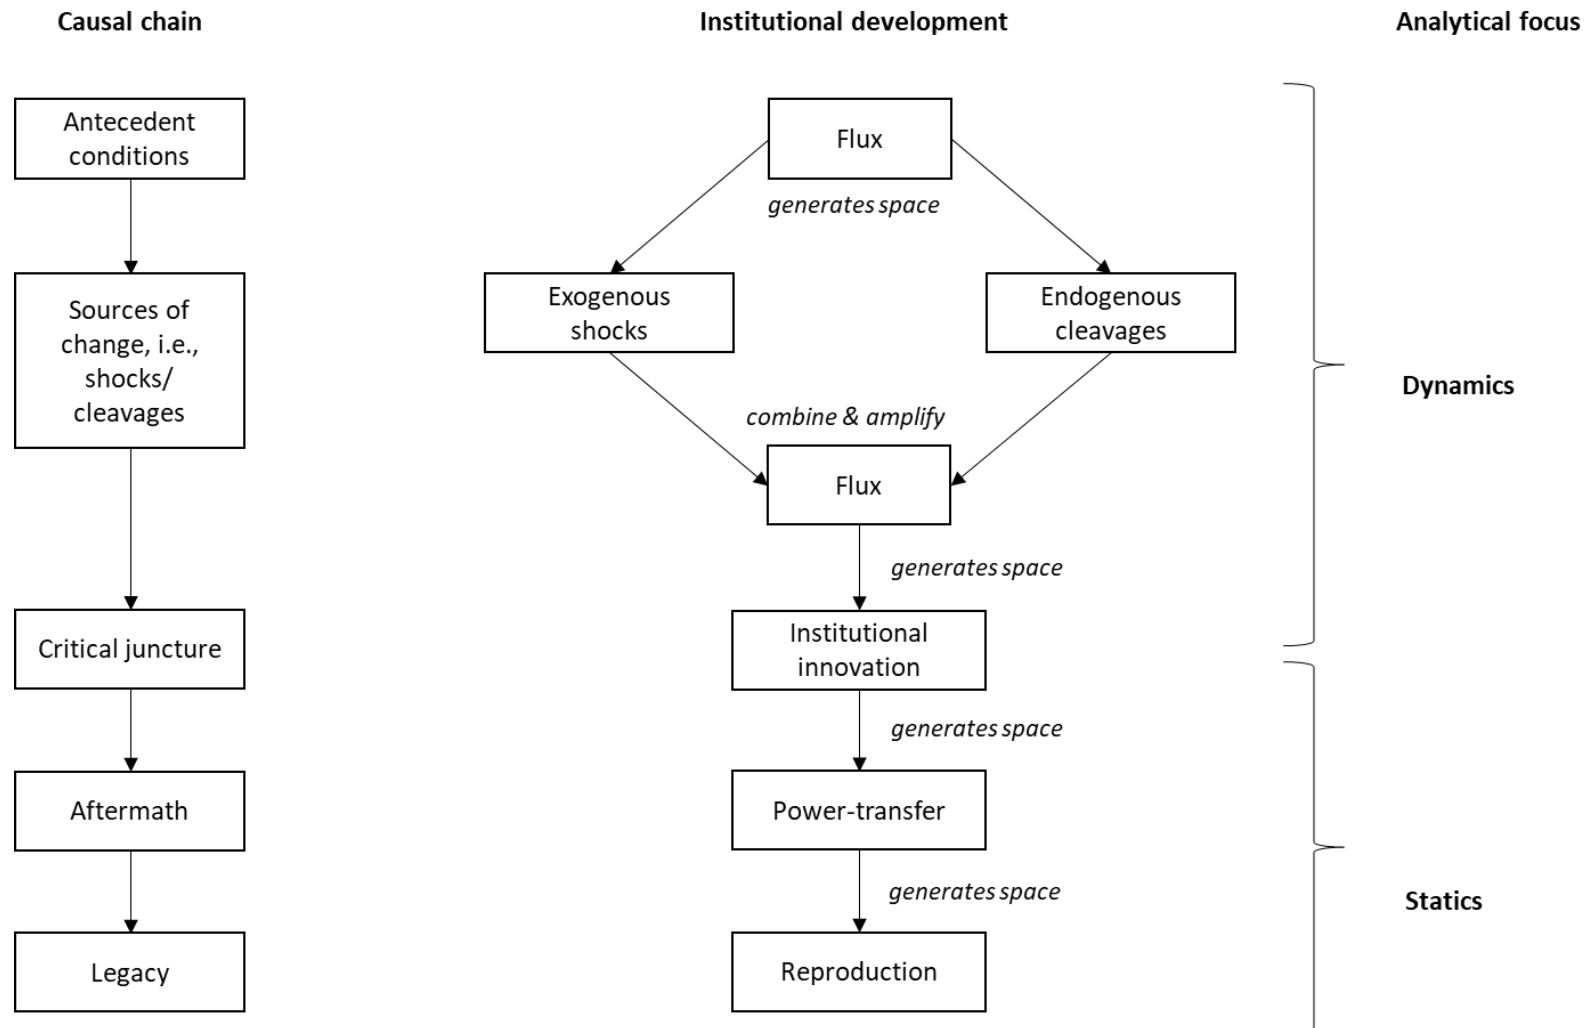 Causal chain
Institutional development
Analytical focus
Antecedent
conditions
Flux
generates space
Sources of
change, i.e.,
shocks/
cleavages
Exogenous
shocks
Endogenous
cleavages
Dynamics
combine & amplify
Flux
generates space
Critical juncture
Institutional
innovation
generates space
Aftermath
Power-transfer
generates space
Statics
Legacy
Reproduction